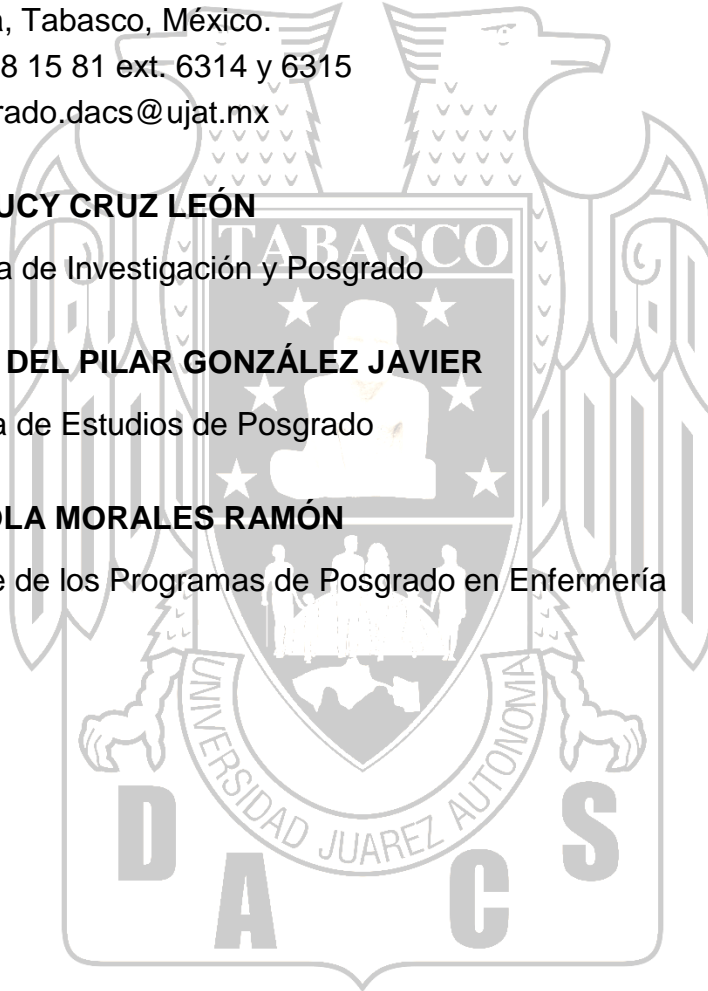 Tabasco, México.
8 15 81 ext. 6314 y 6315
rado.dacs@ujat.mx
UCY CRUZ LEÓN
TABASCO
a de Investigación y Posgrado
DEL PILAR GONZÁLEZ JAVIER
a de Estudios de Posgrado
OLA MORALES RAMÓN
e de los Programas de Posgrado en Enfermería
UNIVERSIDAD JUAREZ AUTONOMA
D A C S